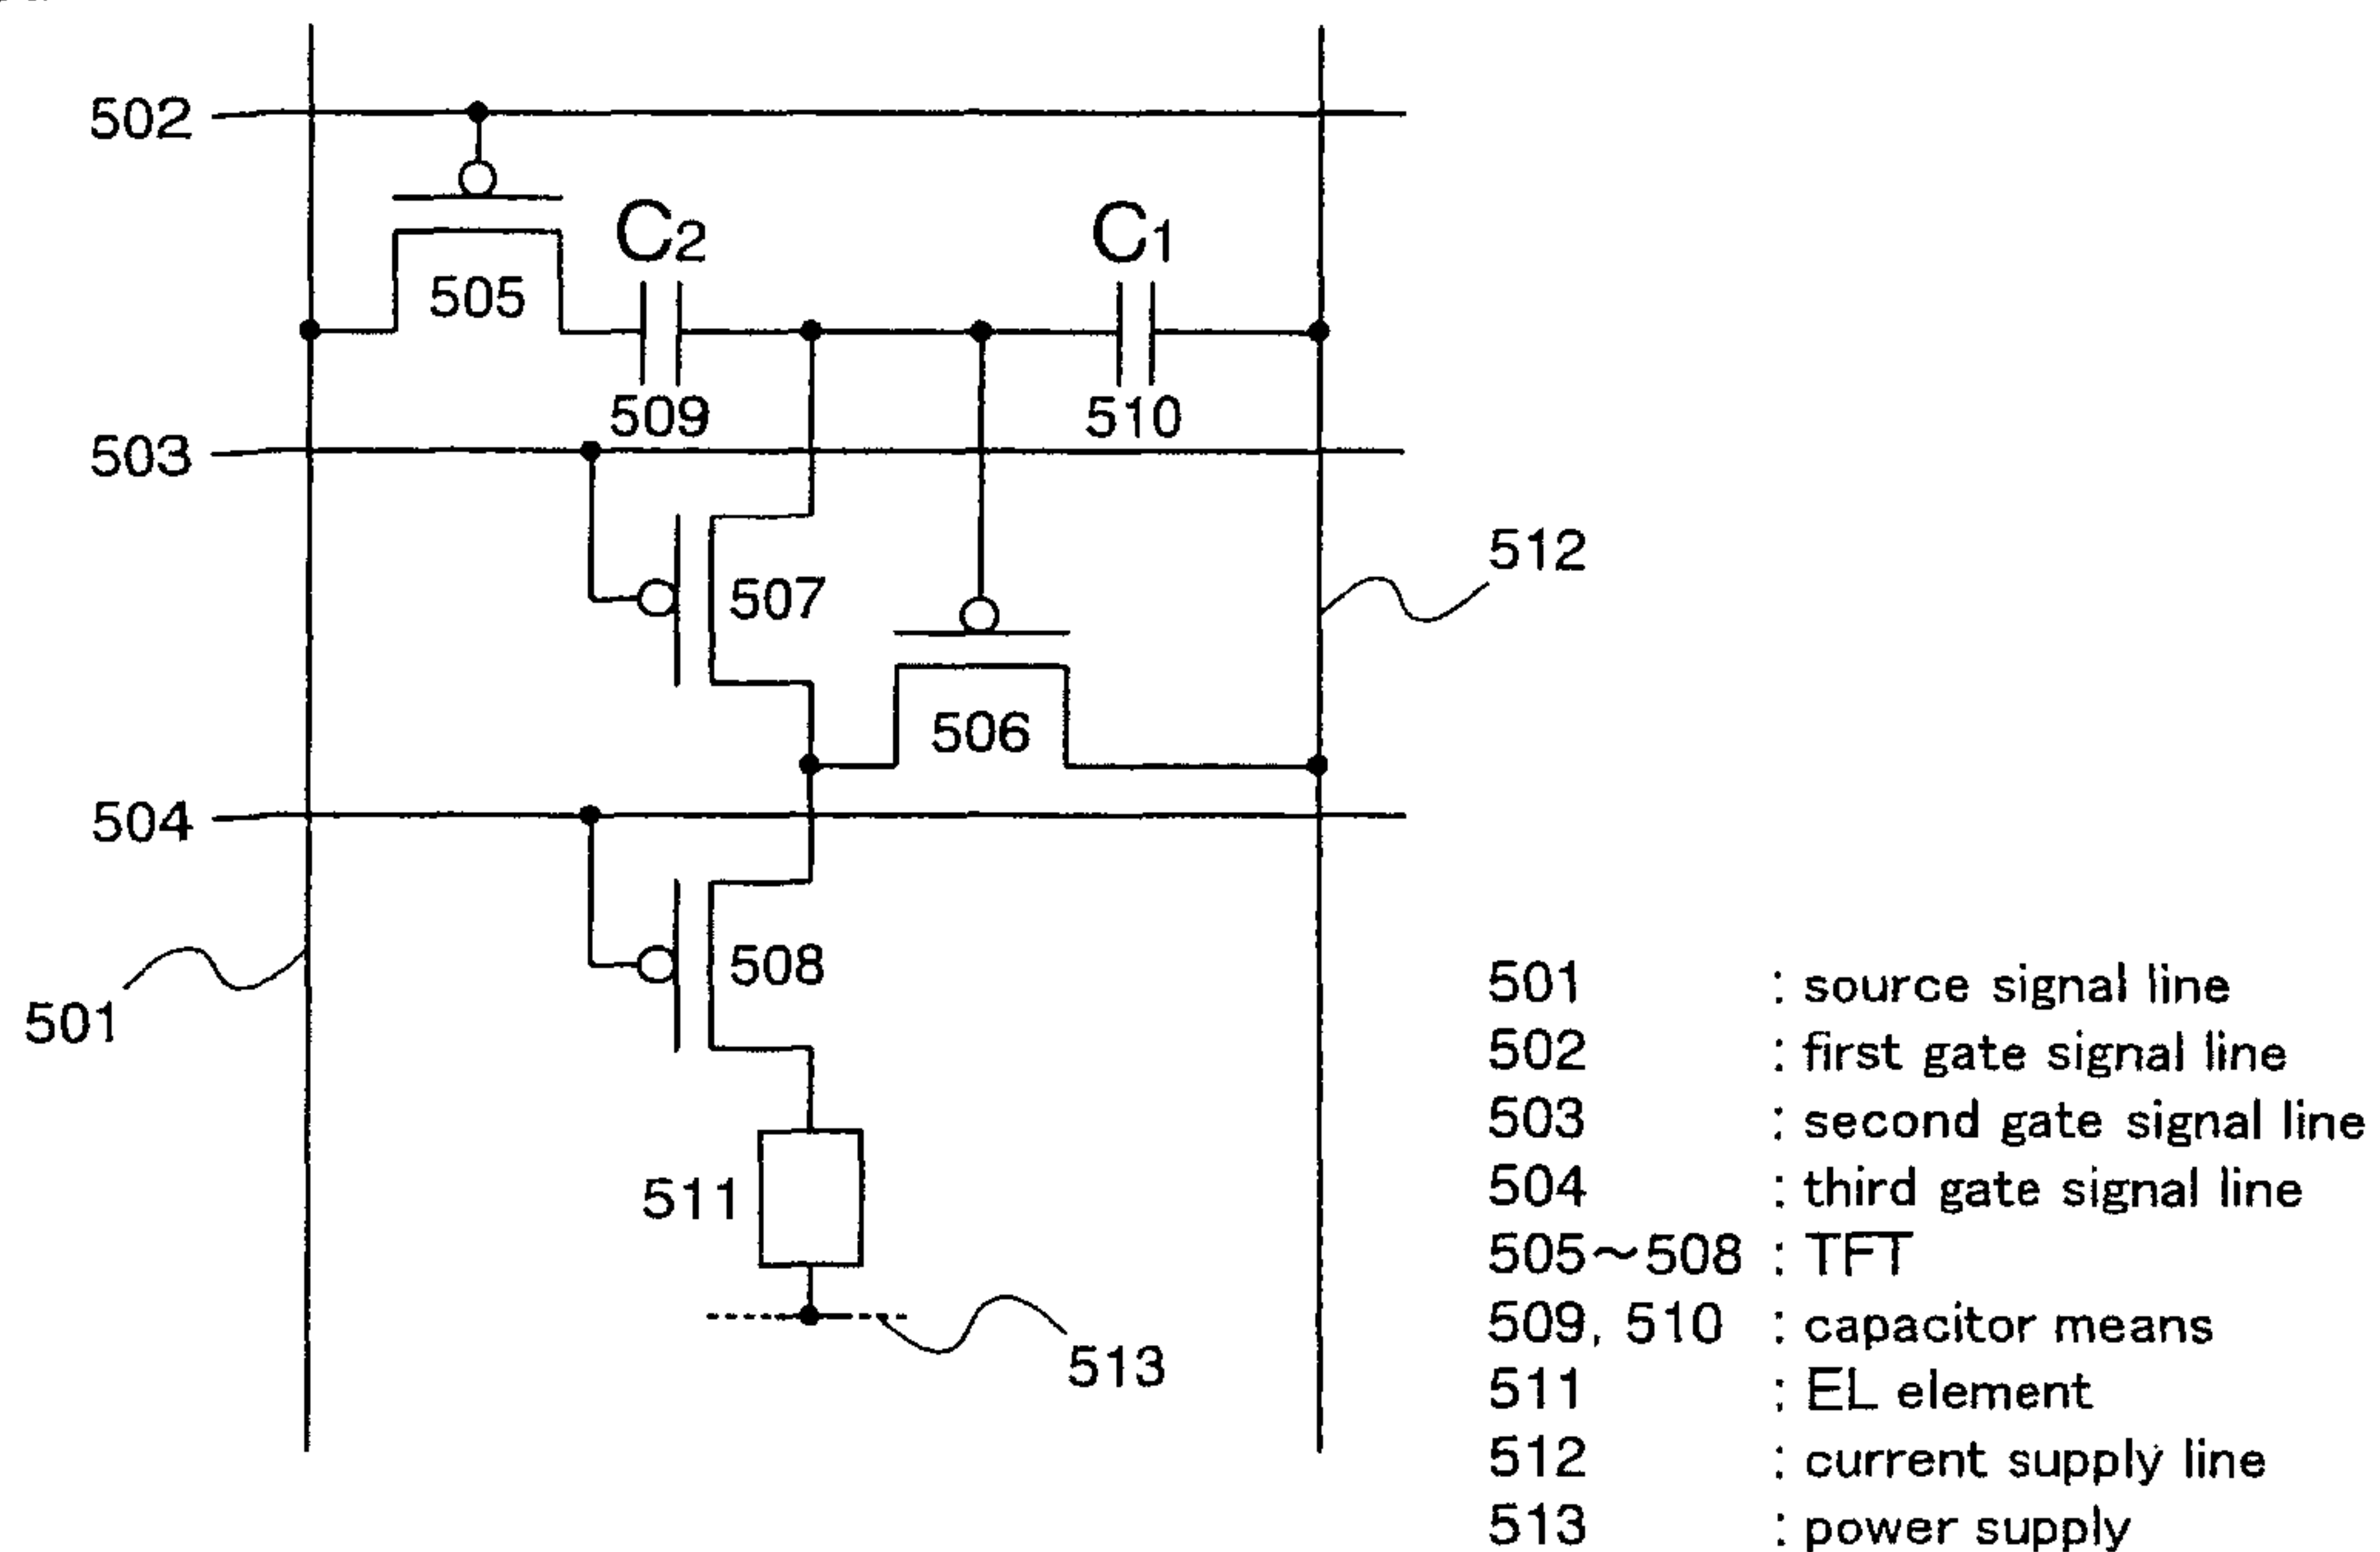 502
C2
C1
505
509
510
503
512
507
506
504
508
501
511
513
501 : source signal line
502 : first gate signal line
503 : second gate signal line
504 : third gate signal line
505~508 : TFT
509, 510 : capacitor means
511 : EL element
512 : current supply line
513 : power supply